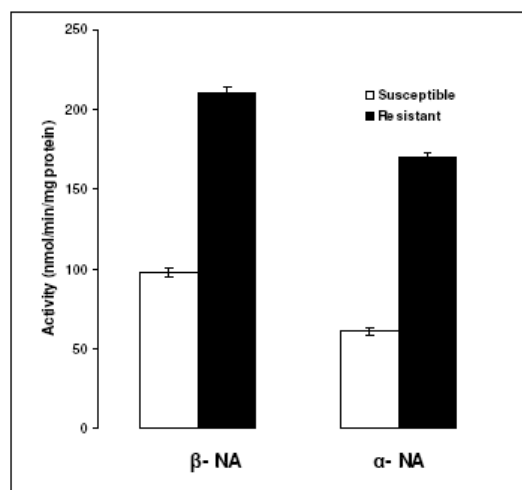 250
200
150
100
50
0
Activity (nmol/min/mg protein)
Susceptible
Resistant
β- NA
α- NA